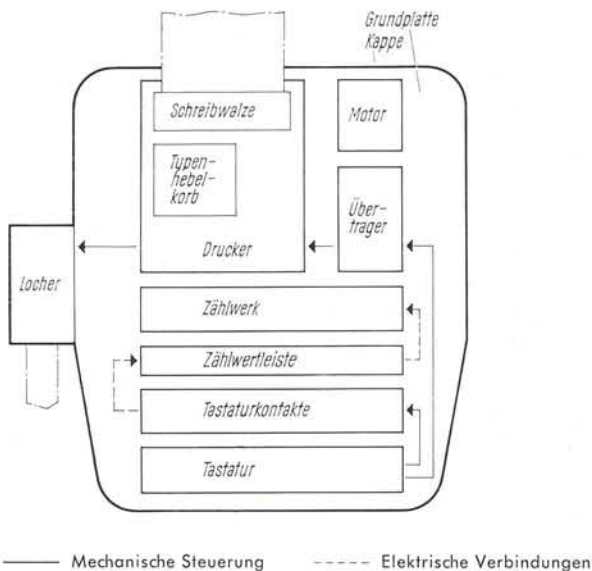 Grundplatte
Kappe
Schreibwalze
Motor
Typen-
hebel-
korb
Über-
trager
Drucker
Locher
Zählwerk
Zählwertleiste
Tastaturkontakte
Tastatur
Mechanische Steuerung
Elektrische Verbindungen